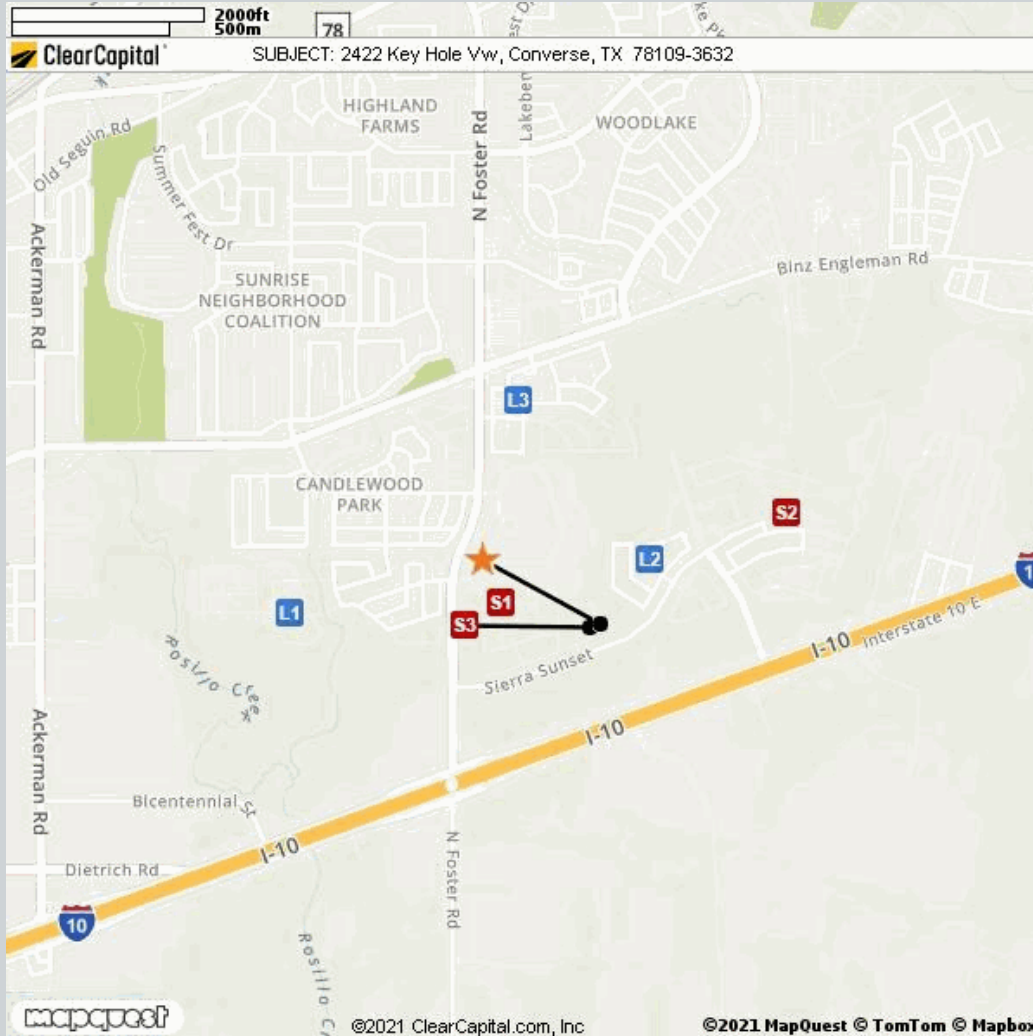 2000ft
500m
78
ClearCapital
SUBJECT: 2422 Key Hole Vw, Converse, TX 78109-3632
HIGHLAND
FARMS
WOODLAKE
N Foster Rd
Old Seguin Rd
Summer Fest Dr
Ackerman Rd
SUNRISE
NEIGHBORHOOD
COALITION
Binz Engleman Rd
L3
CANDLEWOOD
PARK
S2
L2
S1
L1
S3
Interstate 10 E
I-10
Sierra Sunset
Rosillo Creek
I-10
Ackerman Rd
Bicentennial St
I-10
N Foster Rd
Dietrich Rd
10
mapquest
©2021 ClearCapital.com, Inc
©2021 MapQuest © TomTom © Mapbox